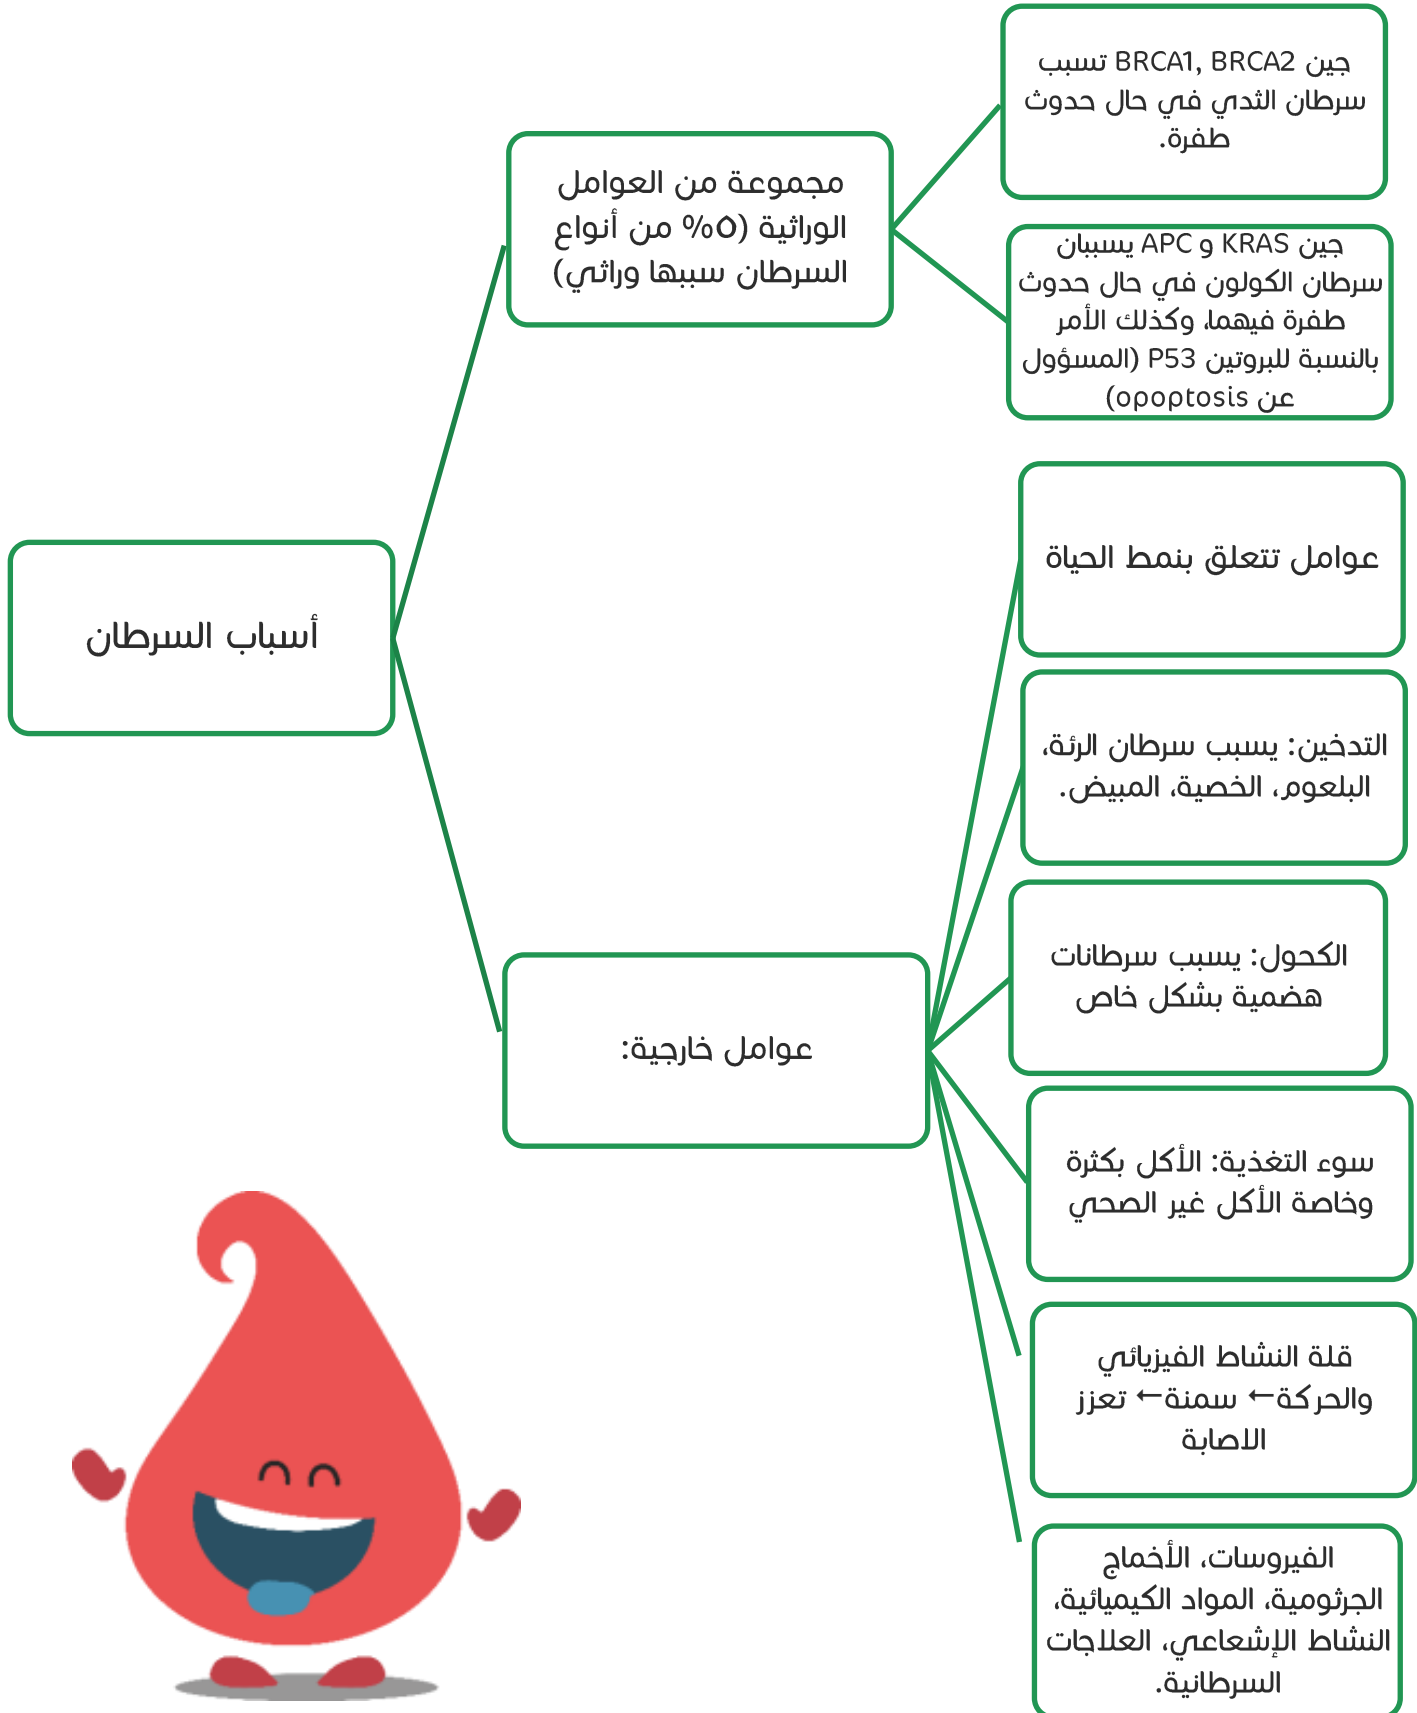 أسباب السرطان
مجموعة من العوامل
الوراثية (٥% من أنواع
السرطان سببها وراثي)
جين BRCA1, BRCA2 تسبب
سرطان الثدي في حال حدوث
طفرة.
جين KRAS و APC يسببان
سرطان الكولون في حال حدوث
طفرة فيهما، وكذلك الأمر
بالنسبة للبروتين P53 (المسؤول
عن opoptosis)
عوامل خارجية:
عوامل تتعلق بنمط الحياة
التدخين: يسبب سرطان الرئة،
البلعوم، الخصية، المبيض.
الكحول: يسبب سرطانات
هضمية بشكل خاص
سوء التغذية: الأكل بكثرة
وخاصة الأكل غير الصحي
قلة النشاط الفيزيائي
والحركة← سمنة← تعزز
الاصابة
الفيروسات، الأخماج
الجرثومية، المواد الكيميائية،
النشاط الإشعاعي، العلاجات
السرطانية.